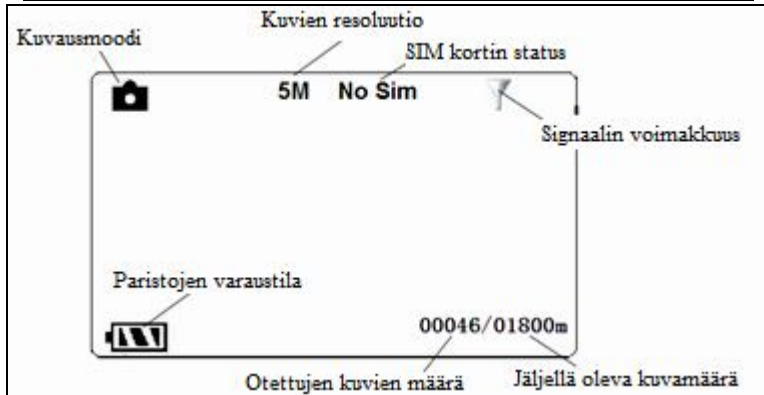 Kuvien resoluutio
Kuvausmoodi
SIM kortin status
5M No Sim
Signaalin voimakkuus
Paristojen varaustila
00046/01800m
Otettujen kuvien määrä
Jäljellä oleva kuvamäärä